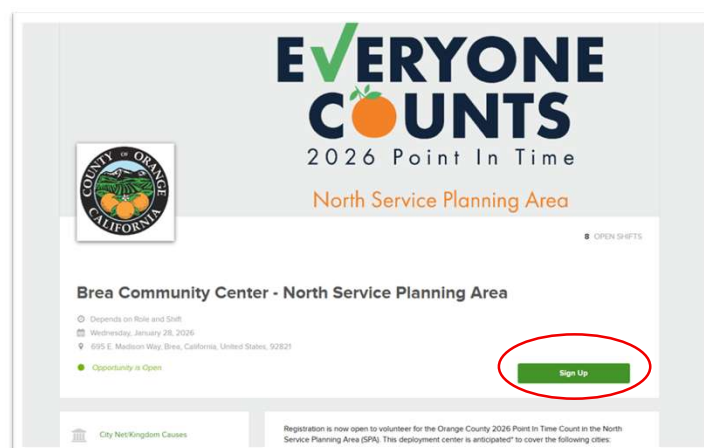 EVERYONE
COUNTS
2026 Point In Time
North Service Planning Area
COUNTY OF ORANGE
CALIFORNIA
8 OPEN SHIFTS
Brea Community Center - North Service Planning Area
Depends on Role and Shift
Wednesday, January 28, 2026
695 E. Madison Way, Brea, California, United States, 92821
Opportunity is Open
Sign Up
City Net/Kingdom Causes
Registration is now open to volunteer for the Orange County 2026 Point In Time Count in the North
Service Planning Area (SPA). This deployment center is anticipated* to cover the following cities: